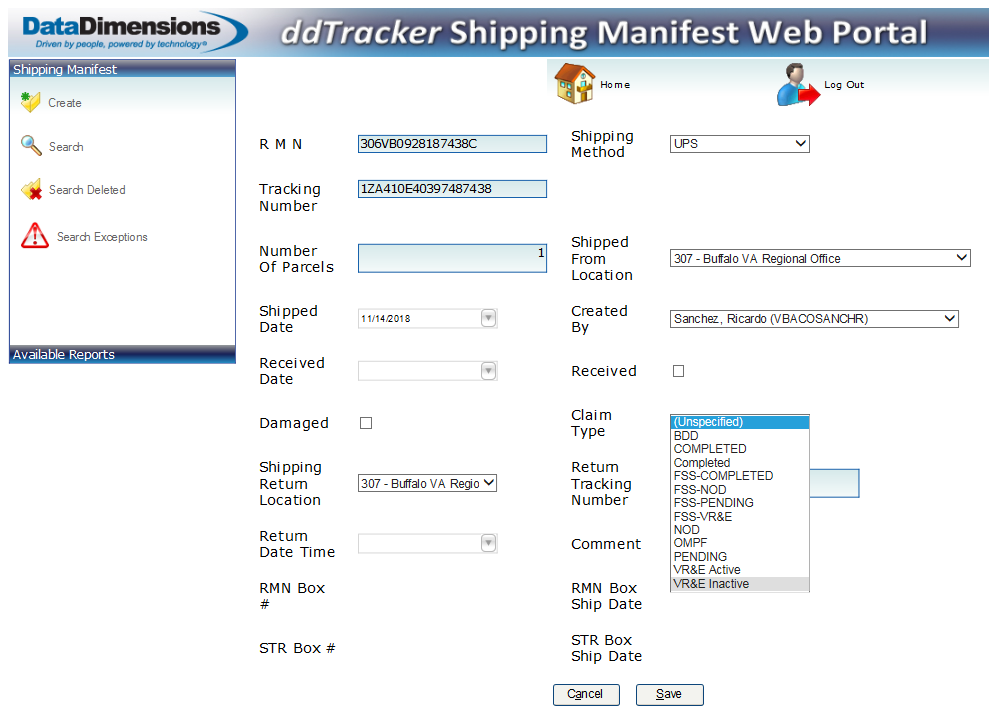 DataDimensions
Driven by people, powered by technology®
ddTracker Shipping Manifest Web Portal
Shipping Manifest
Create
Search
Search Deleted
Search Exceptions
Available Reports
Home
Log Out
R M N
306VB0928187438C
Shipping
Method
UPS
Tracking
Number
1ZA410E40397487438
Number
Of Parcels
1
Shipped
From
Location
307 - Buffalo VA Regional Office
Shipped
Date
11/14/2018
Created
By
Sanchez, Ricardo (VBACOSANCHR)
Received
Date
Received
Damaged
Claim
Type
(Unspecified)
BDD
COMPLETED
Completed
FSS-COMPLETED
FSS-NOD
FSS-PENDING
FSS-VR&E
NOD
OMPF
PENDING
VR&E Active
VR&E Inactive
Shipping
Return
Location
307 - Buffalo VA Regio
Return
Tracking
Number
Return
Date Time
Comment
RMN Box
#
RMN Box
Ship Date
STR Box #
STR Box
Ship Date
Cancel
Save